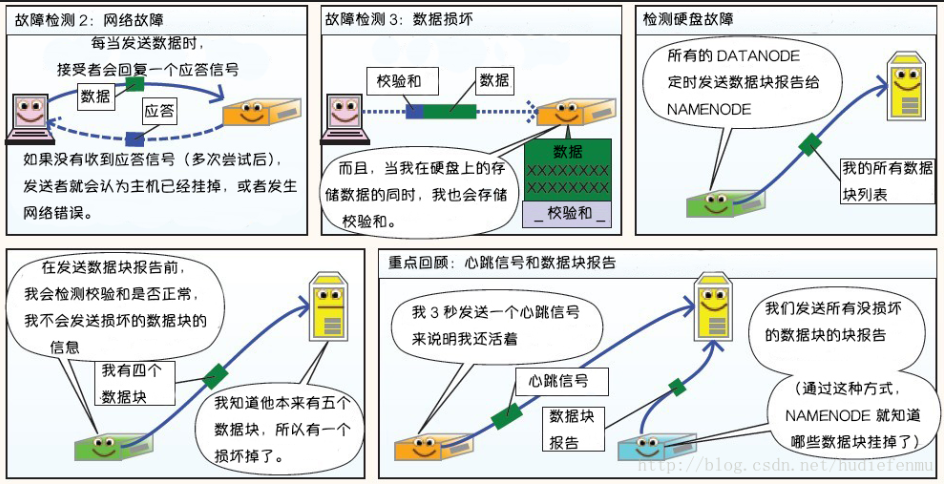 故障检测2：网络故障
每当发送数据时，
接受者会回复一个应答信号
数据
应答
如果没有收到应答信号（多次尝试后），
发送者就会认为主机已经挂掉，或者发生
网络错误。
故障检测3：数据损坏
校验和
数据
而且，当我在硬盘上的存
储数据的同时，我也会存储
校验和。
数据
XXXXXXXX
XXXXXXXX
_ 校验和 _
检测硬盘故障
所有的 DATANODE
定时发送数据块报告给
NAMENODE
我的所有数据
块列表
在发送数据块报告前，
我会检测校验和是否正常，
我不会发送损坏的数据块的
信息
我有四个
数据块
我知道他本来有五个
数据块，所以有一个
损坏掉了。
重点回顾：心跳信号和数据块报告
我3秒发送一个心跳信号
来说明我还活着
心跳信号
数据块
报告
我们发送所有没损坏
的数据块的块报告
（通过这种方式，
NAMENODE 就知道
哪些数据块挂掉了）
http://blog.csdn.net/hudiefenmu